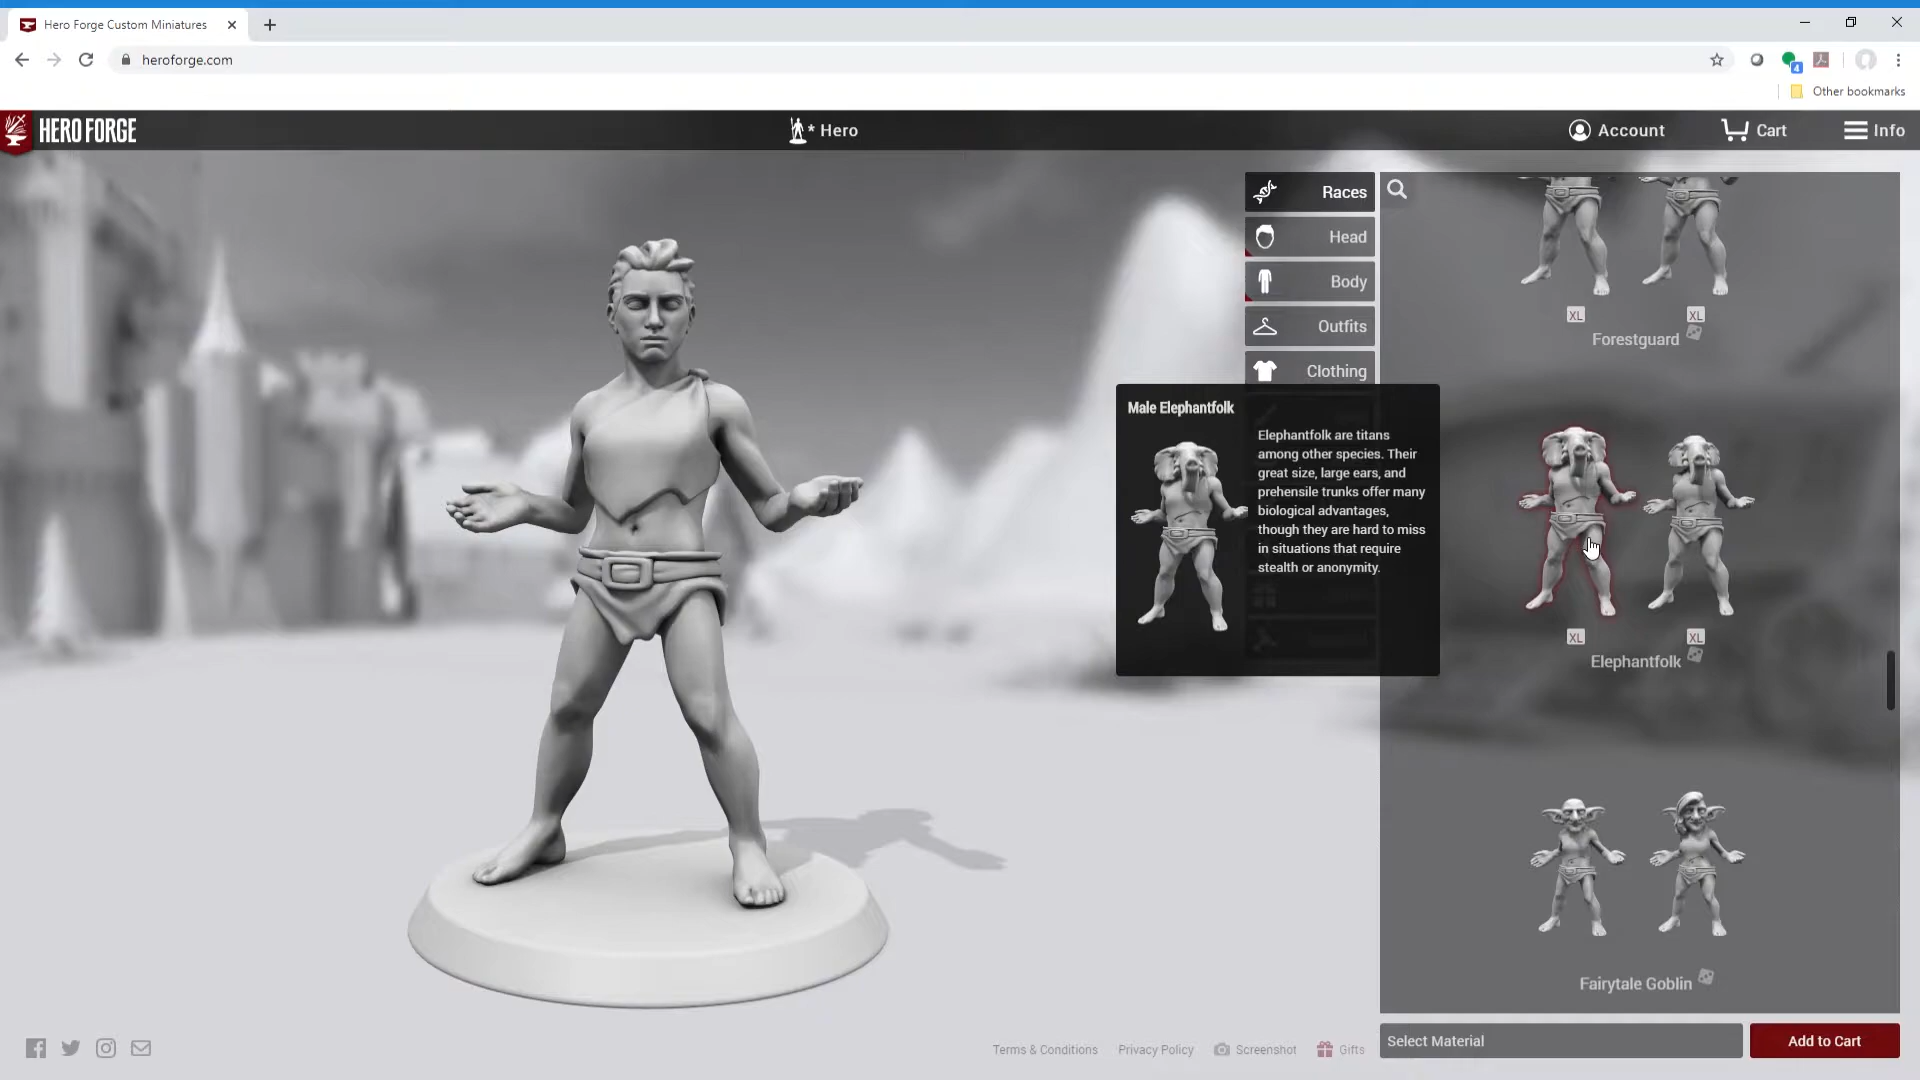 Hero Forge Custom Miniatures
heroforge.com
4
Other bookmarks
HERO FORGE
* Hero
Account
Cart
Info
Races
Head
Body
Outfits
Clothing
XL
XL
Forestguard
Male Elephantfolk
Elephantfolk are titans
among other species. Their
great size, large ears, and
prehensile trunks offer many
biological advantages,
though they are hard to miss
in situations that require
stealth or anonymity.
XL
XL
Elephantfolk
Fairytale Goblin
Terms & Conditions
Privacy Policy
Screenshot
Gifts
Select Material
Add to Cart